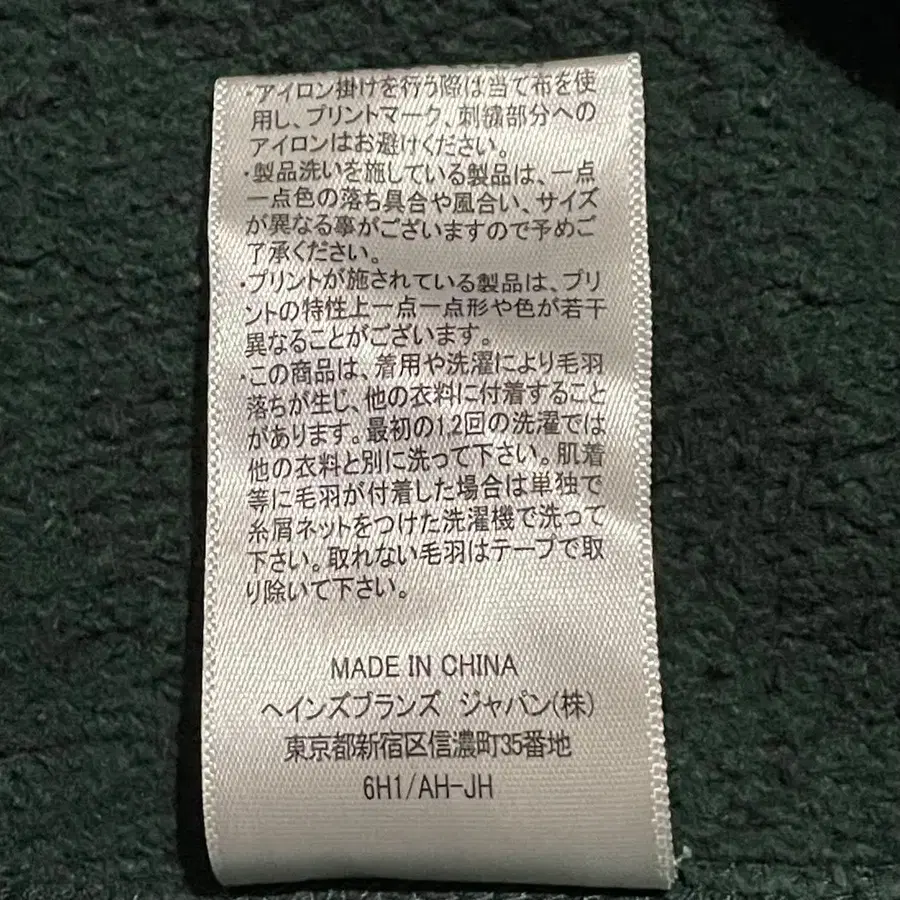 ・アイロン掛けを行う際は当て布を使
用し、プリントマーク、刺繍部分への
アイロンはお避けください。
・製品洗いを施している製品は、一点
一点色の落ち具合や風合い、サイズ
が異なる事がございますので予めご
了承ください。
・プリントが施されている製品は、プリ
ントの特性上一点一点形や色が若干
異なることがございます。
・この商品は、着用や洗濯により毛羽
落ちが生じ、他の衣料に付着すること
があります。最初の1,2回の洗濯では
他の衣料と別に洗って下さい。肌着
等に毛羽が付着した場合は単独で
糸屑ネットをつけた洗濯機で洗って
下さい。取れない毛羽はテープで取
り除いて下さい。
MADE IN CHINA
ヘインズブランズ ジャパン(株)
東京都新宿区信濃町35番地
6H1/AH-JH